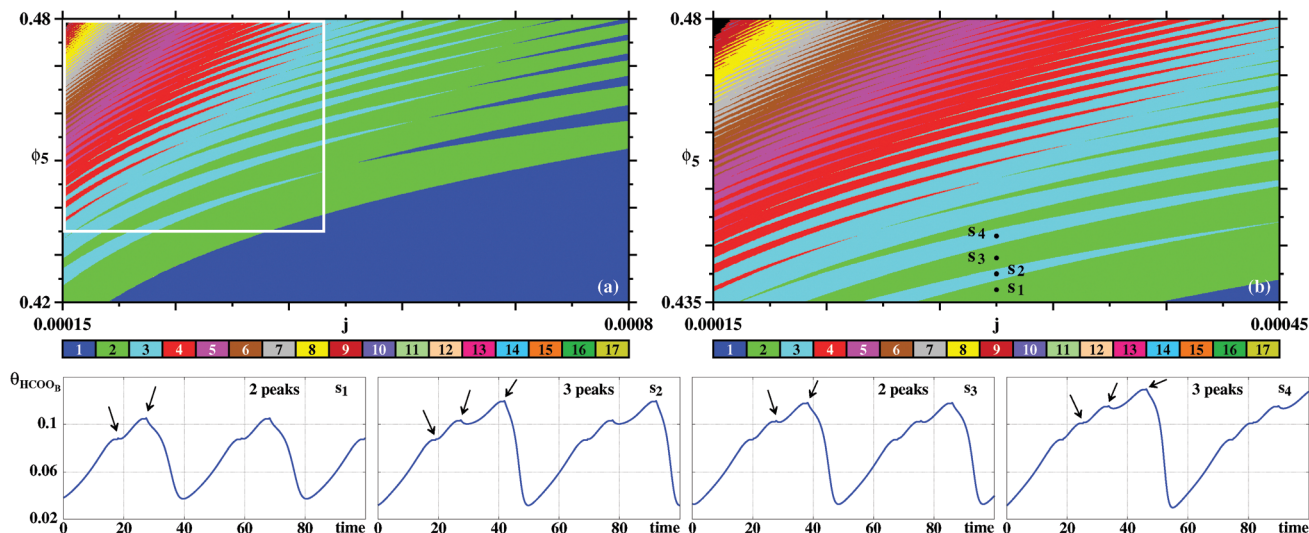 0.48
ϕ5
0.42
(a)
0.00015 j 0.0008
1 2 3 4 5 6 7 8 9 10 11 12 13 14 15 16 17
0.48
ϕ5
S4
S3
S2
S1
0.435
(b)
0.00015 j 0.00045
1 2 3 4 5 6 7 8 9 10 11 12 13 14 15 16 17
θHCOOB
0.1
0.06
0.02
2 peaks s1
0 20 40 60 80 time
3 peaks s2
0 20 40 60 80 time
2 peaks s3
0 20 40 60 80 time
3 peaks s4
0 20 40 60 80 time